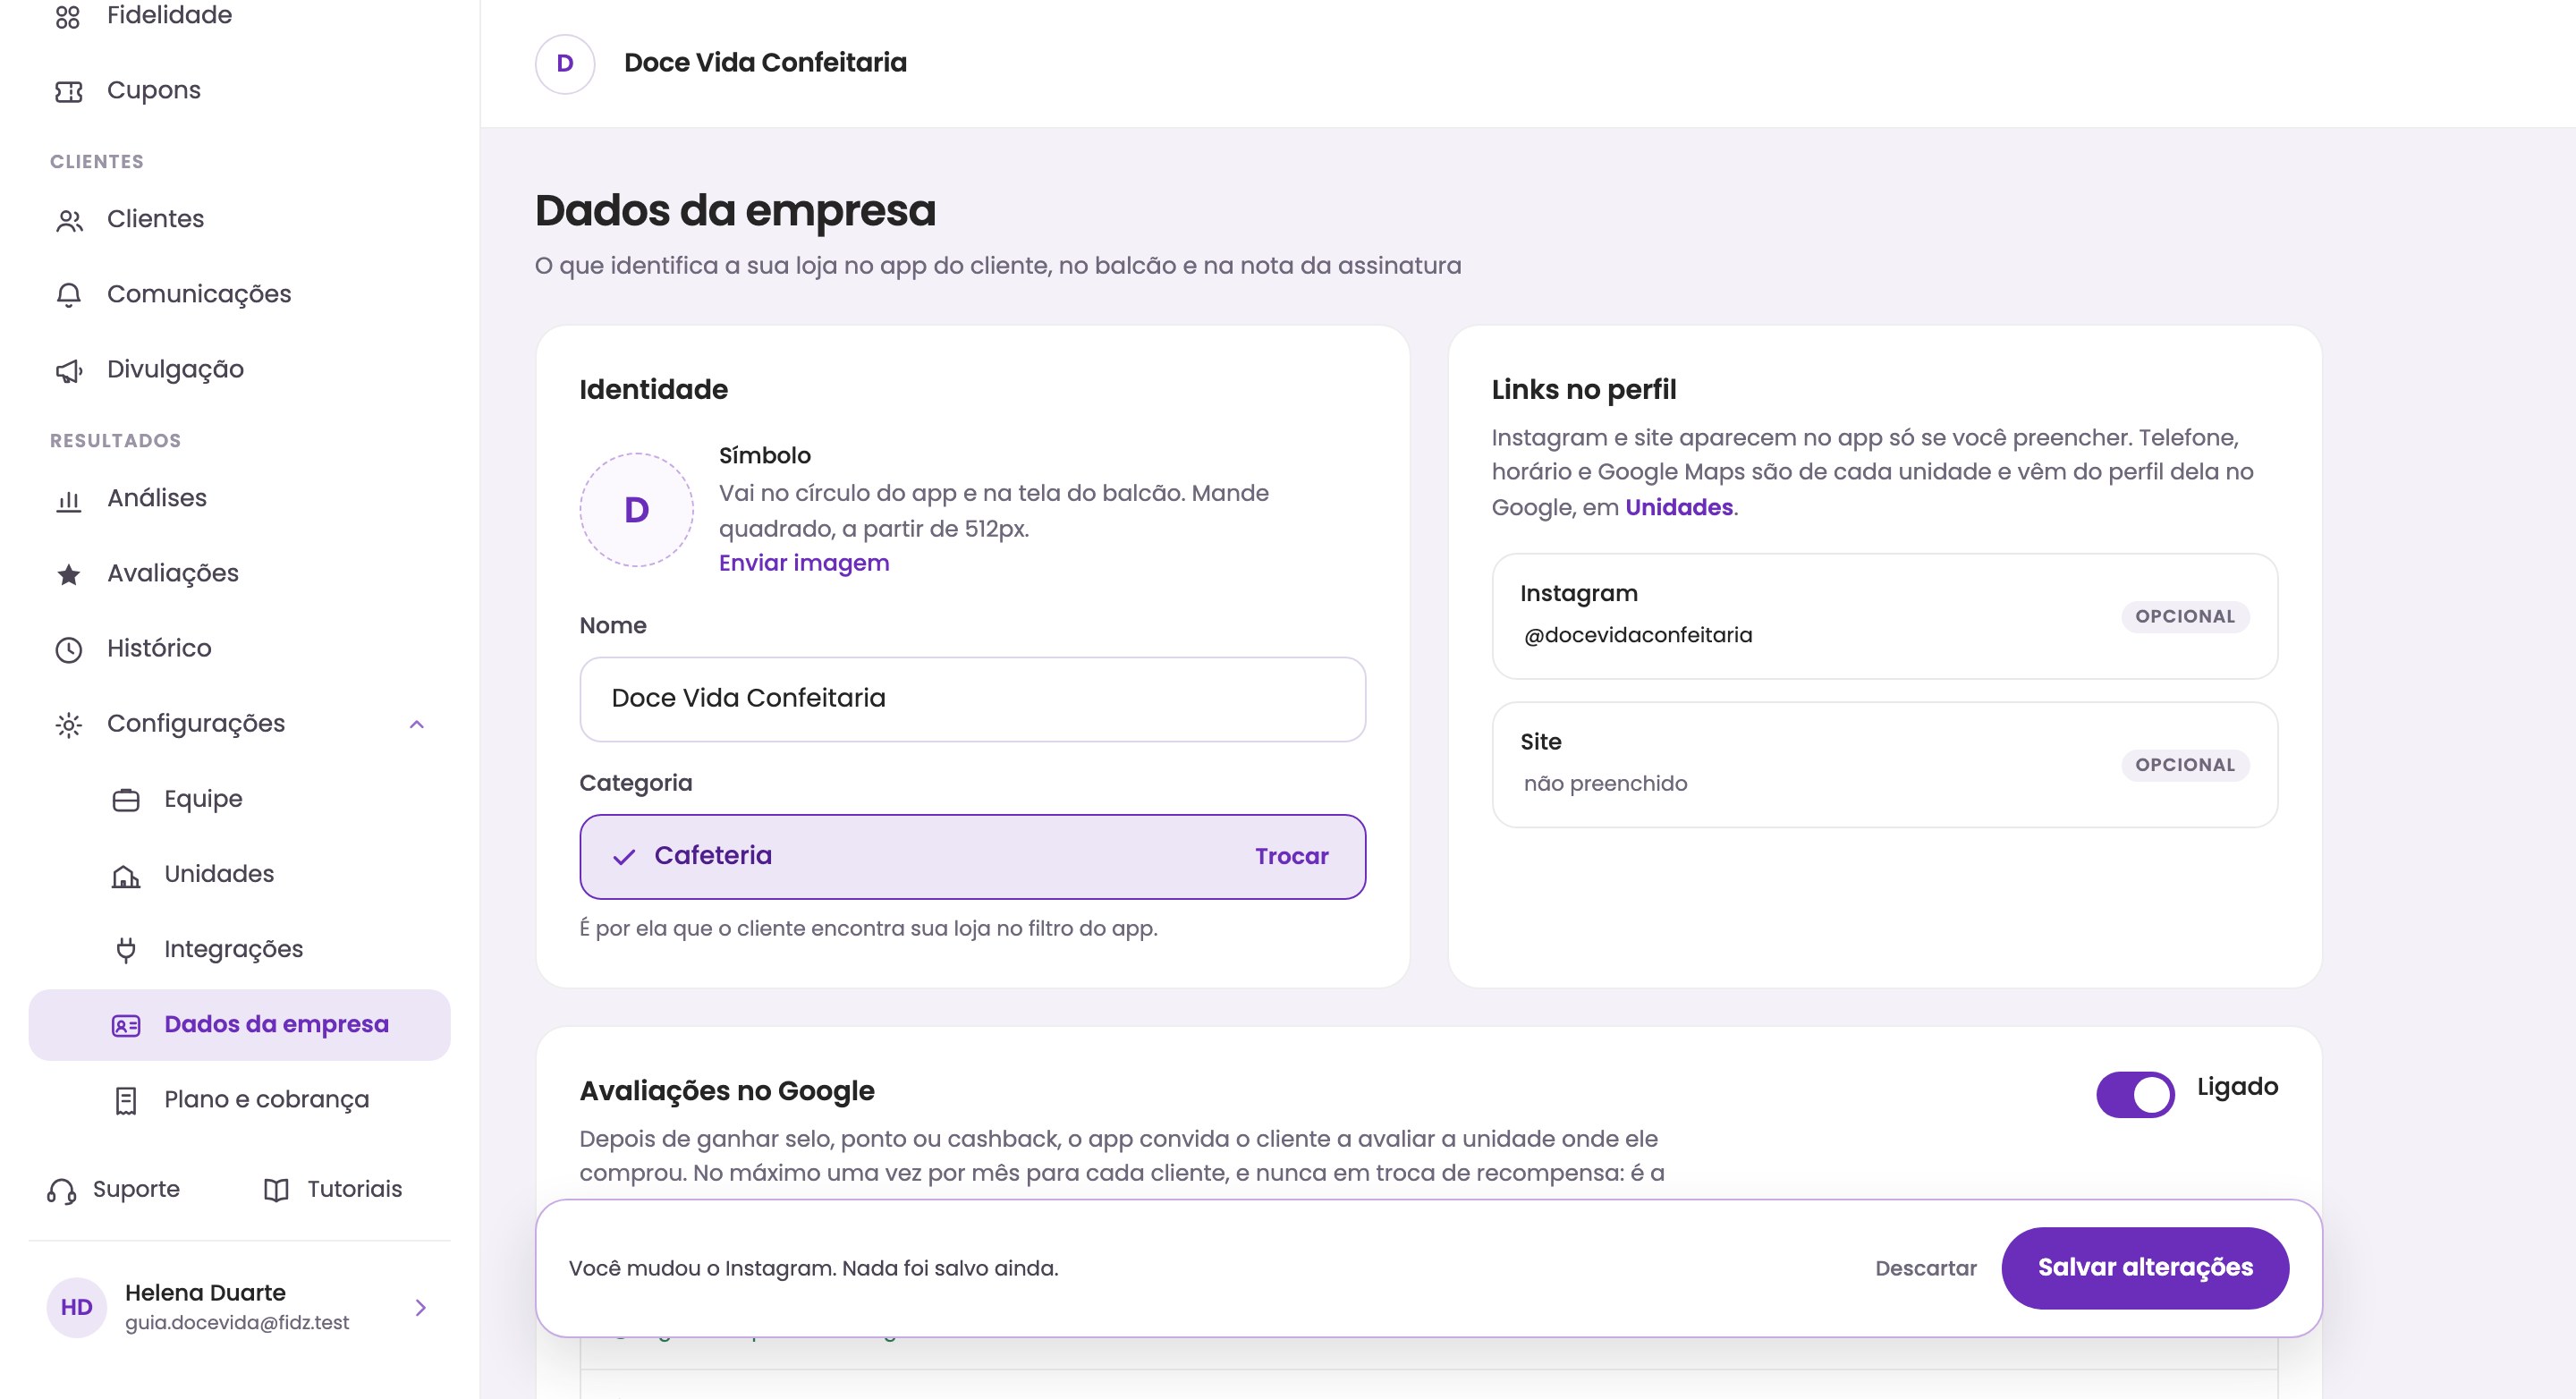 Fidelidade
Cupons
CLIENTES
Clientes
Comunicações
Divulgação
RESULTADOS
Análises
Avaliações
Histórico
Configurações
Equipe
Unidades
Integrações
Dados da empresa
Plano e cobrança
Suporte
Tutoriais
HD
Helena Duarte
guia.docevida@fidz.test
D
Doce Vida Confeitaria
Dados da empresa
O que identifica a sua loja no app do cliente, no balcão e na nota da assinatura
Identidade
D
Símbolo
Vai no círculo do app e na tela do balcão. Mande
quadrado, a partir de 512px.
Enviar imagem
Nome
Doce Vida Confeitaria
Categoria
Cafeteria
Trocar
É por ela que o cliente encontra sua loja no filtro do app.
Links no perfil
Instagram e site aparecem no app só se você preencher. Telefone,
horário e Google Maps são de cada unidade e vêm do perfil dela no
Google, em Unidades.
Instagram
@docevidaconfeitaria
OPCIONAL
Site
não preenchido
OPCIONAL
Avaliações no Google
Ligado
Depois de ganhar selo, ponto ou cashback, o app convida o cliente a avaliar a unidade onde ele
comprou. No máximo uma vez por mês para cada cliente, e nunca em troca de recompensa: é a
Você mudou o Instagram. Nada foi salvo ainda.
Descartar
Salvar alterações